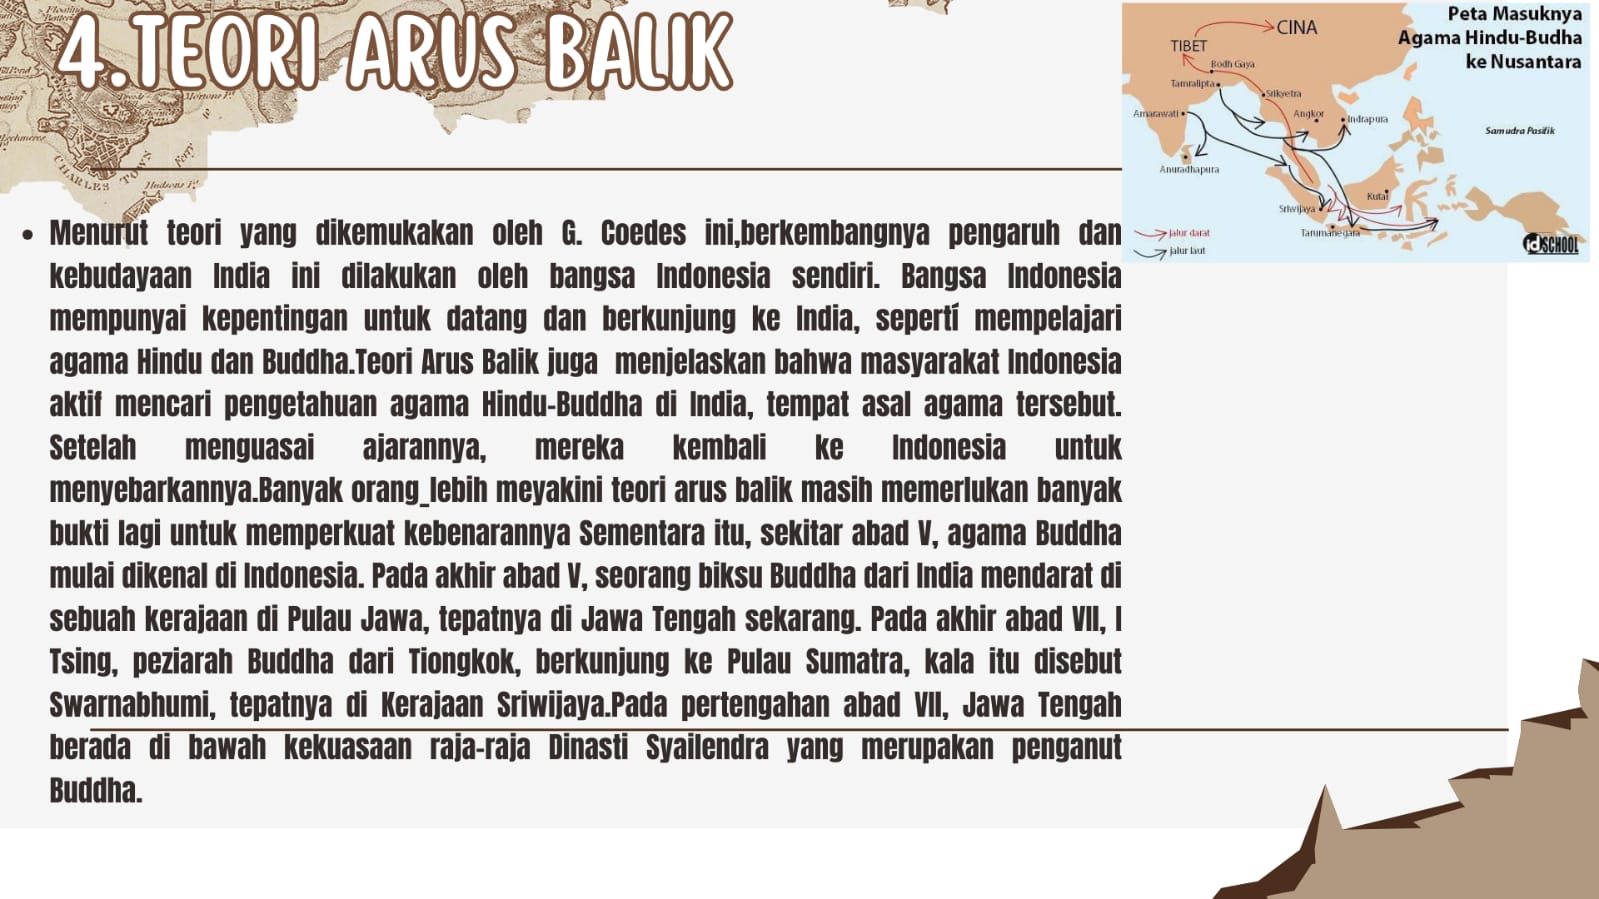 4.TEORI ARUS BALIK
Menurut teori yang dikemukakan oleh G. Coedes ini,berkembangnya pengaruh dan
kebudayaan India ini dilakukan oleh bangsa Indonesia sendiri. Bangsa Indonesia
mempunyai kepentingan untuk datang dan berkunjung ke India, sepertí mempelajari
agama Hindu dan Buddha.Teori Arus Balik juga menjelaskan bahwa masyarakat Indonesia
aktif mencari pengetahuan agama Hindu-Buddha di India, tempat asal agama tersebut.
Setelah menguasai ajarannya, mereka kembali ke Indonesia untuk
menyebarkannya.Banyak orang_lebih meyakini teori arus balik masih memerlukan banyak
bukti lagi untuk memperkuat kebenarannya Sementara itu, sekitar abad V, agama Buddha
mulai dikenal di Indonesia. Pada akhir abad V, seorang biksu Buddha dari India mendarat di
sebuah kerajaan di Pulau Jawa, tepatnya di Jawa Tengah sekarang. Pada akhir abad VII, I
Tsing, peziarah Buddha dari Tiongkok, berkunjung ke Pulau Sumatra, kala itu disebut
Swarnabhumi, tepatnya di Kerajaan Sriwijaya.Pada pertengahan abad VII, Jawa Tengah
berada di bawah kekuasaan raja-raja Dinasti Syailendra yang merupakan penganut
Buddha.
Peta Masuknya
Agama Hindu-Budha
ke Nusantara
CINA
TIBET
Bodh Gaya
Tamralipta
Srikyetra
Amarawati
Angkor
Indrapura
Samudra Pasifik
Anuradhapura
Kutai
Sriwijaya
Tarumanegara
jalur darat
jalur laut
idSCHOOL
CHARLES TOWN
Ferry
Hudsons Pt
Mortons Pt